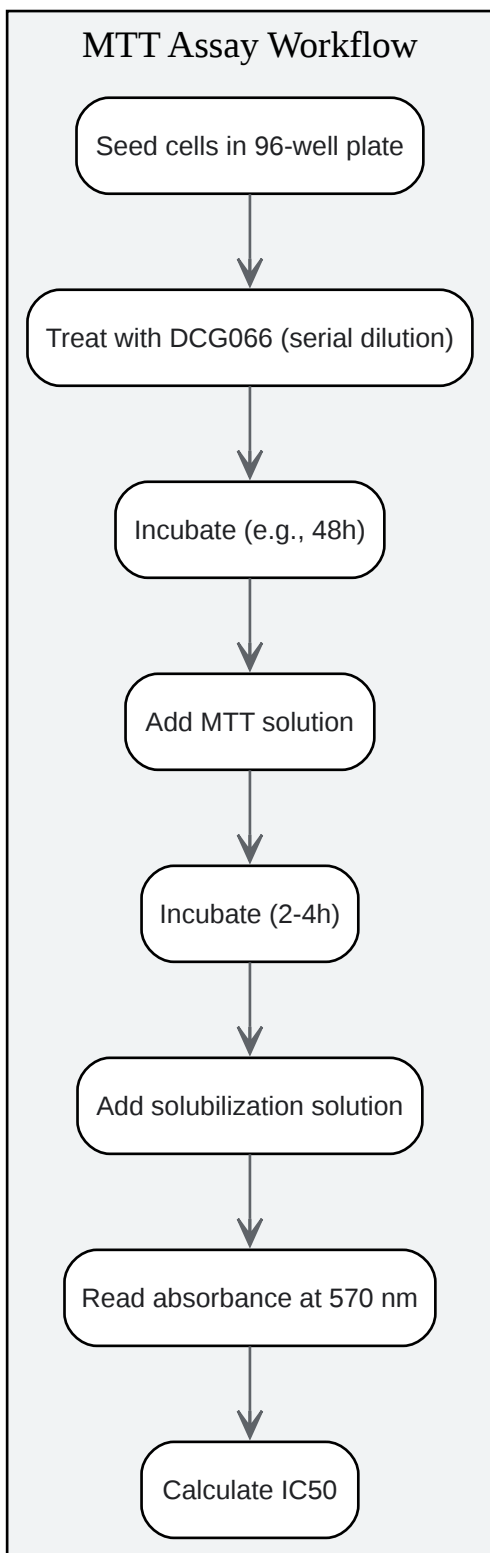 MTT Assay Workflow
Seed cells in 96-well plate
Treat with DCG066 (serial dilution)
Incubate (e.g., 48h)
Add MTT solution
Incubate (2-4h)
Add solubilization solution
Read absorbance at 570 nm
Calculate IC50